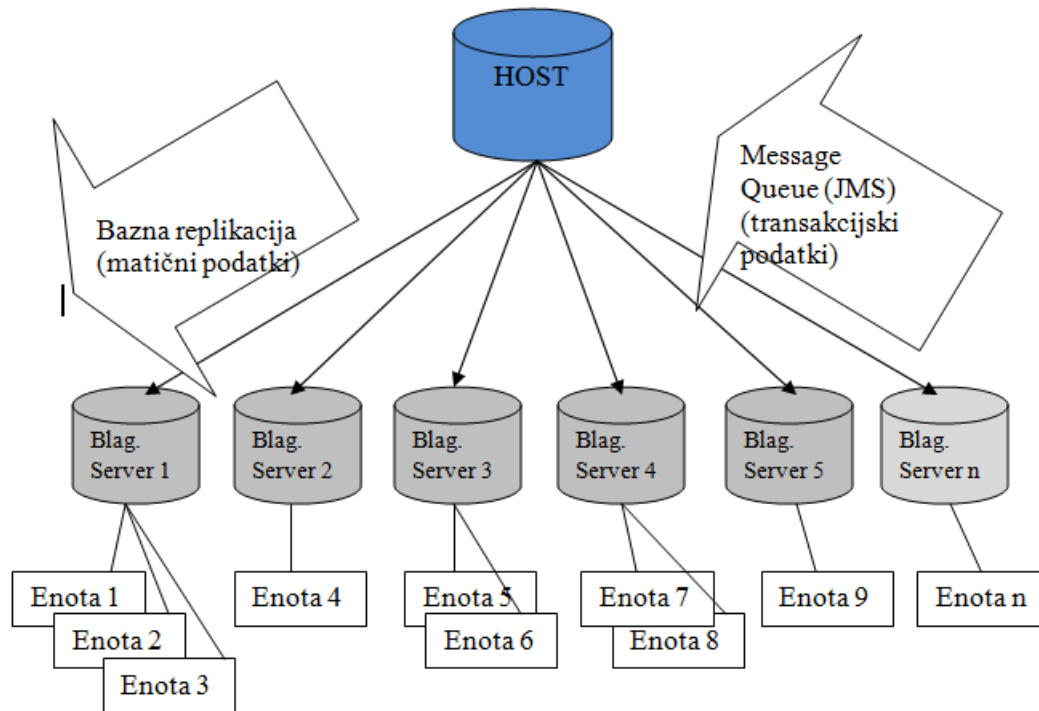 HOST
Bazna replikacija
(matični podatki)
Message
Queue (JMS)
(transakcijski
podatki)
Blag.
Server 1
Blag.
Server 2
Blag.
Server 3
Blag.
Server 4
Blag.
Server 5
Blag.
Server n
Enota 1
Enota 2
Enota 3
Enota 4
Enota 5
Enota 6
Enota 7
Enota 8
Enota 9
Enota n